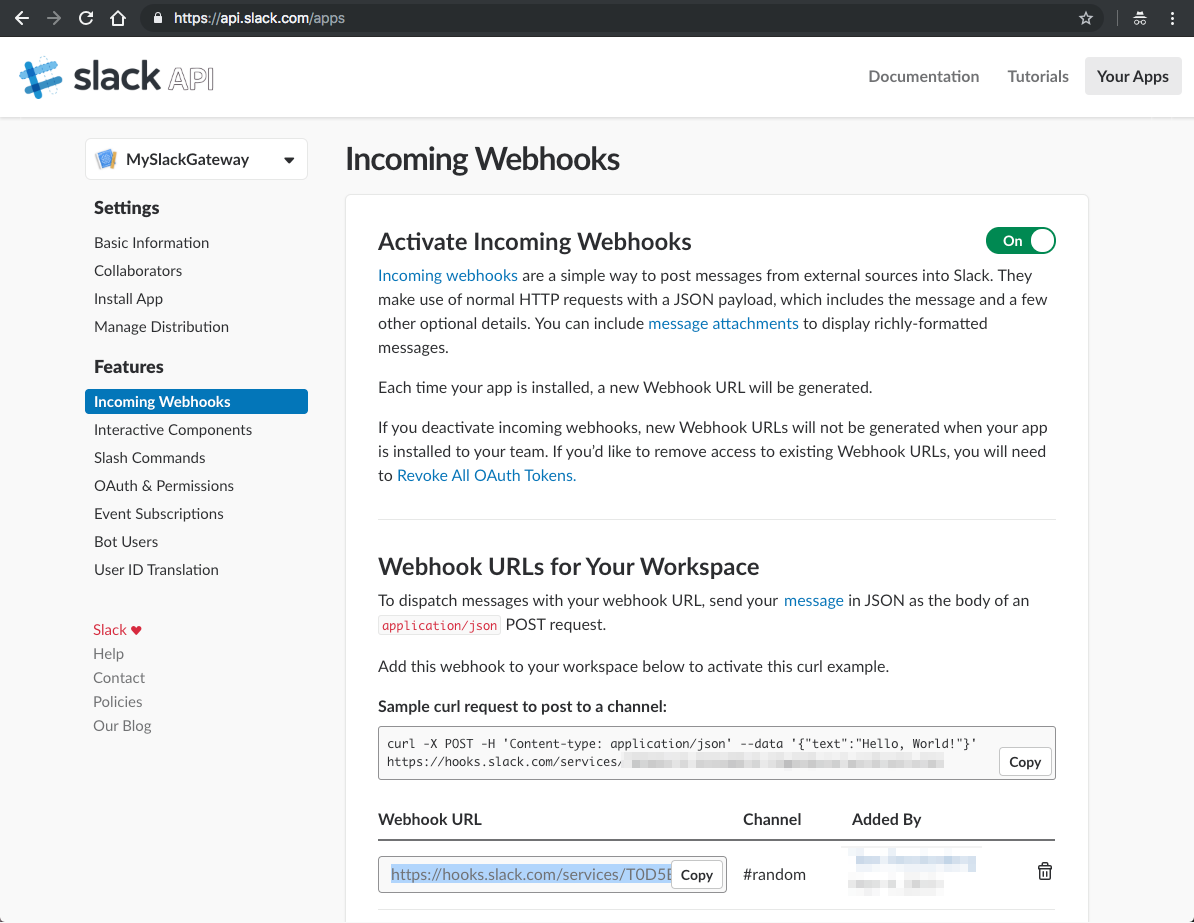 https://api.slack.com/apps
slack API
Documentation
Tutorials
Your Apps
MySlackGateway
Settings
Basic Information
Collaborators
Install App
Manage Distribution
Features
Incoming Webhooks
Interactive Components
Slash Commands
OAuth & Permissions
Event Subscriptions
Bot Users
User ID Translation
Slack ♥
Help
Contact
Policies
Our Blog
Incoming Webhooks
Activate Incoming Webhooks
On
Incoming webhooks are a simple way to post messages from external sources into Slack. They
make use of normal HTTP requests with a JSON payload, which includes the message and a few
other optional details. You can include message attachments to display richly-formatted
messages.
Each time your app is installed, a new Webhook URL will be generated.
If you deactivate incoming webhooks, new Webhook URLs will not be generated when your app
is installed to your team. If you’d like to remove access to existing Webhook URLs, you will need
to Revoke All OAuth Tokens.
Webhook URLs for Your Workspace
To dispatch messages with your webhook URL, send your message in JSON as the body of an
application/json POST request.
Add this webhook to your workspace below to activate this curl example.
Sample curl request to post to a channel:
curl -X POST -H 'Content-type: application/json' --data '{"text":"Hello, World!"}'
https://hooks.slack.com/services/
Copy
Webhook URL
Channel
Added By
https://hooks.slack.com/services/T0D5
Copy
#random